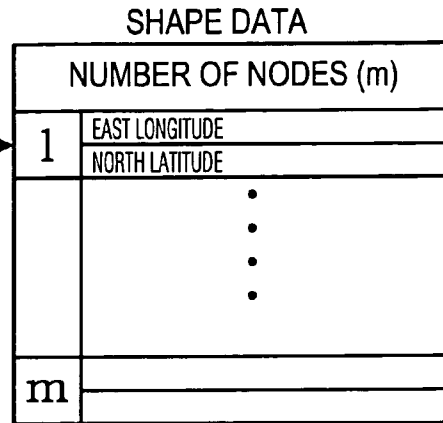 SHAPE DATA
NUMBER OF NODES (m)
1
EAST LONGITUDE
NORTH LATITUDE
m